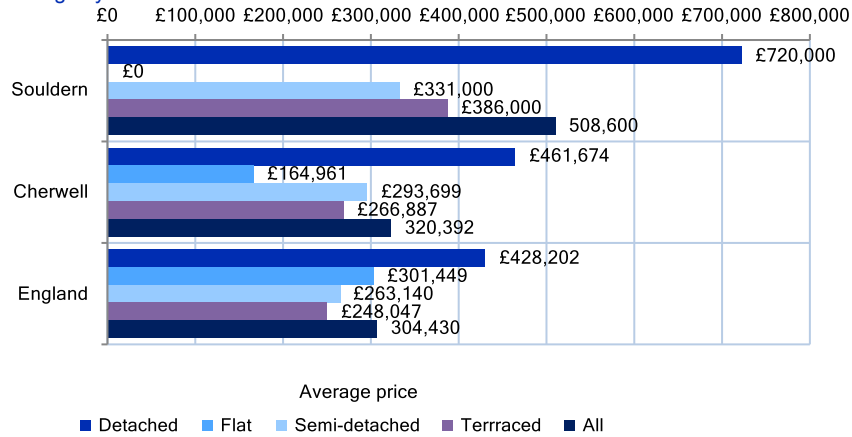 £0 £100,000 £200,000 £300,000 £400,000 £500,000 £600,000 £700,000 £800,000
£720,000
£0
Souldern
£331,000
£386,000
508,600
£461,674
£164,961
Cherwell
£293,699
£266,887
320,392
£428,202
£301,449
England
£263,140
£248,047
304,430
Average price
Detached Flat Semi-detached Terrraced All